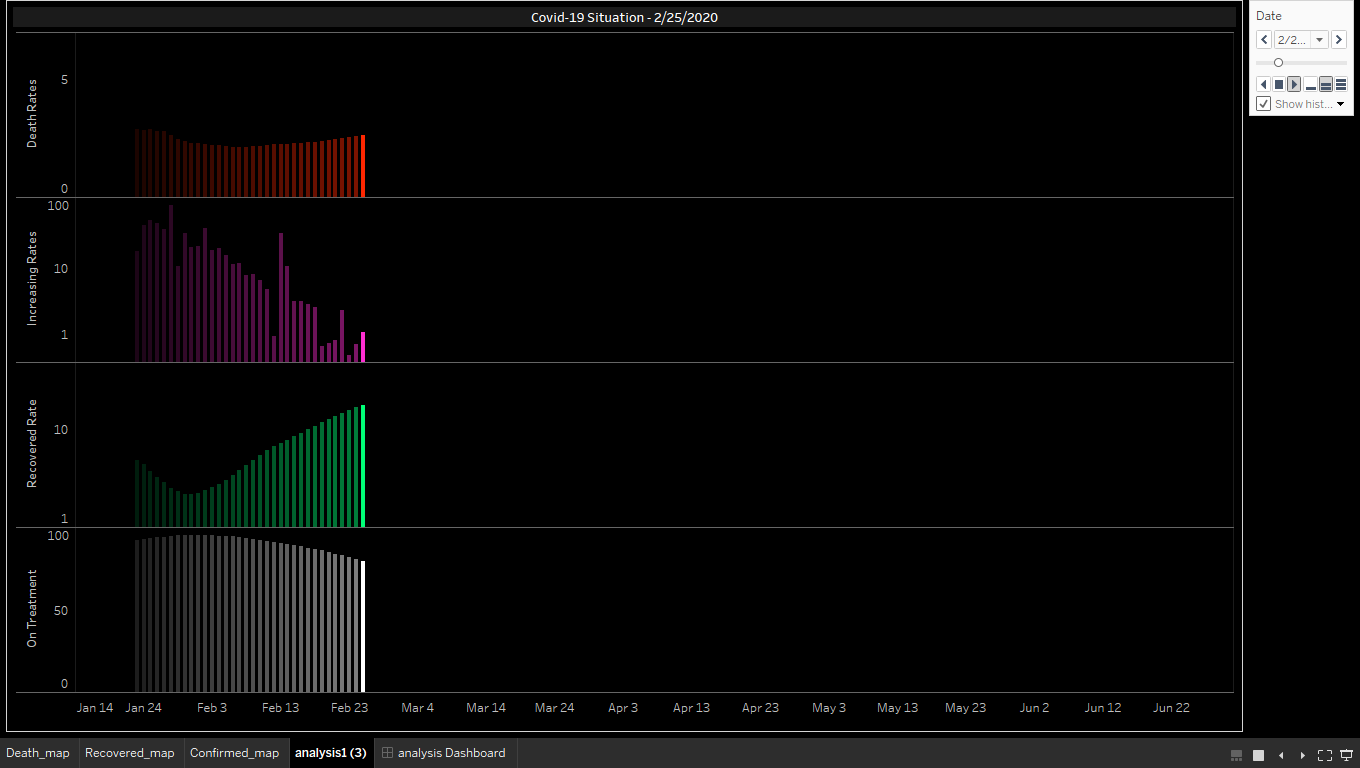 Covid-19 Situation - 2/25/2020
Date
2/2...
Show hist...
Death Rates
5
0
Increasing Rates
100
10
1
Recovered Rate
10
1
On Treatment
100
50
0
Jan 14 Jan 24 Feb 3 Feb 13 Feb 23 Mar 4 Mar 14 Mar 24 Apr 3 Apr 13 Apr 23 May 3 May 13 May 23 Jun 2 Jun 12 Jun 22
Death_map Recovered_map Confirmed_map analysis1 (3) analysis Dashboard